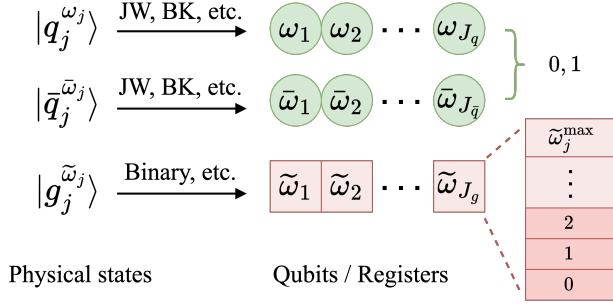 |q_j^{ω_j}⟩ JW, BK, etc. ω_1 ω_2 ··· ω_{J_q}
0, 1
|q̄_j^{ω̄_j}⟩ JW, BK, etc. ω̄_1 ω̄_2 ··· ω̄_{J_q̄}
|g_j^{ω̃_j}⟩ Binary, etc. ω̃_1 ω̃_2 ··· ω̃_{J_g}
ω̃_j^{max}
⋮
2
1
0
Physical states Qubits / Registers